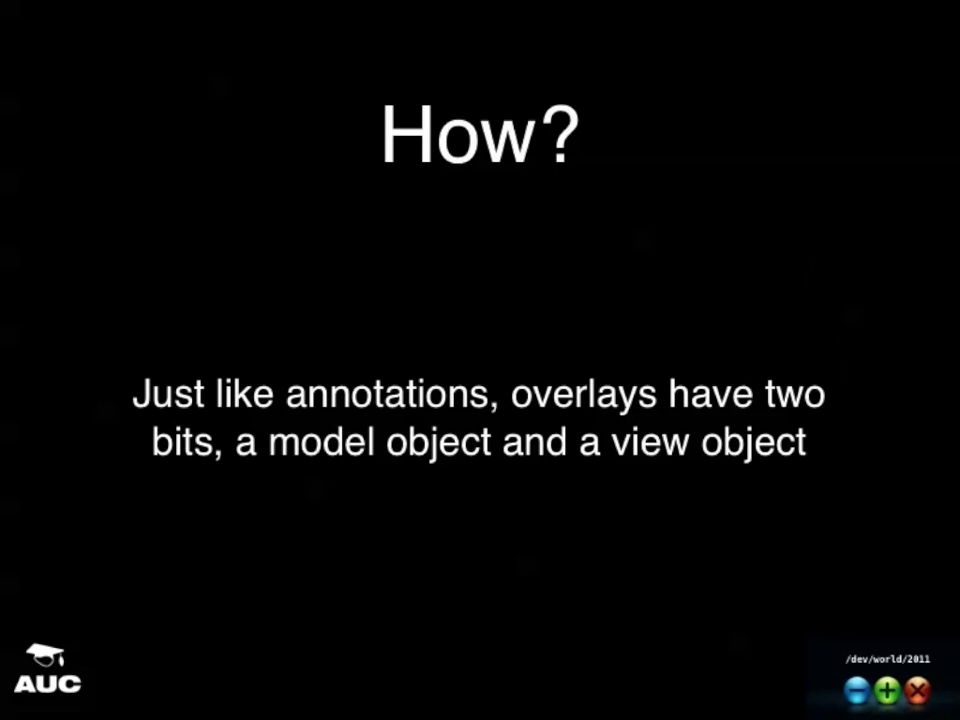 How?
Just like annotations, overlays have two
bits, a model object and a view object
AUC
/dev/world/2011